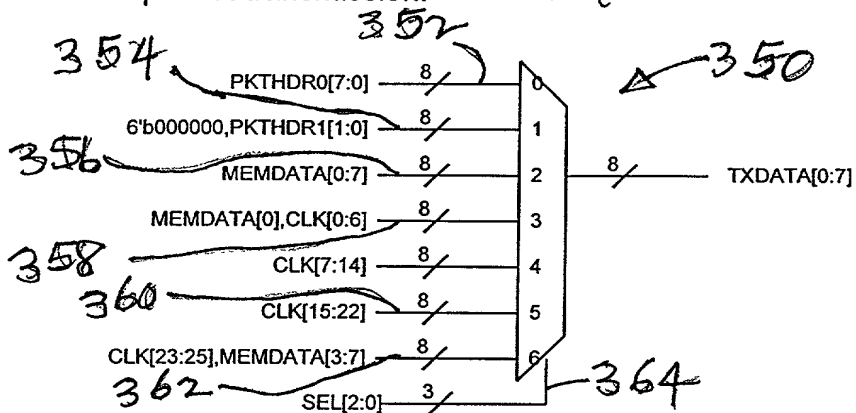 352
354
350
PKTHDR0[7:0] 8 0
6'b000000,PKTHDR1[1:0] 8 1
356
MEMDATA[0:7] 8 2 8 TXDATA[0:7]
MEMDATA[0],CLK[0:6] 8 3
358
CLK[7:14] 8 4
360
CLK[15:22] 8 5
CLK[23:25],MEMDATA[3:7] 8 6
362
364
SEL[2:0] 3